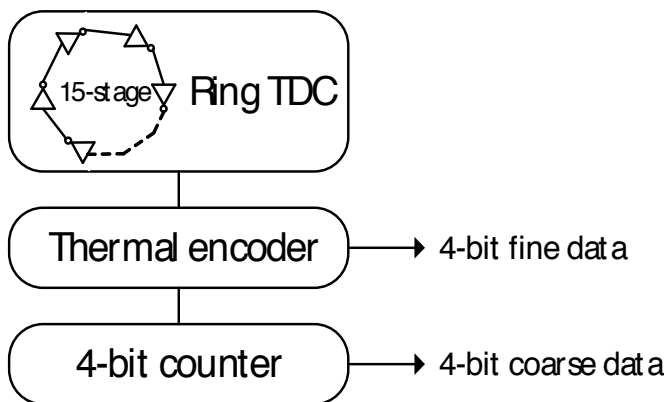 15-stage Ring TDC
Thermal encoder
4-bit fine data
4-bit counter
4-bit coarse data